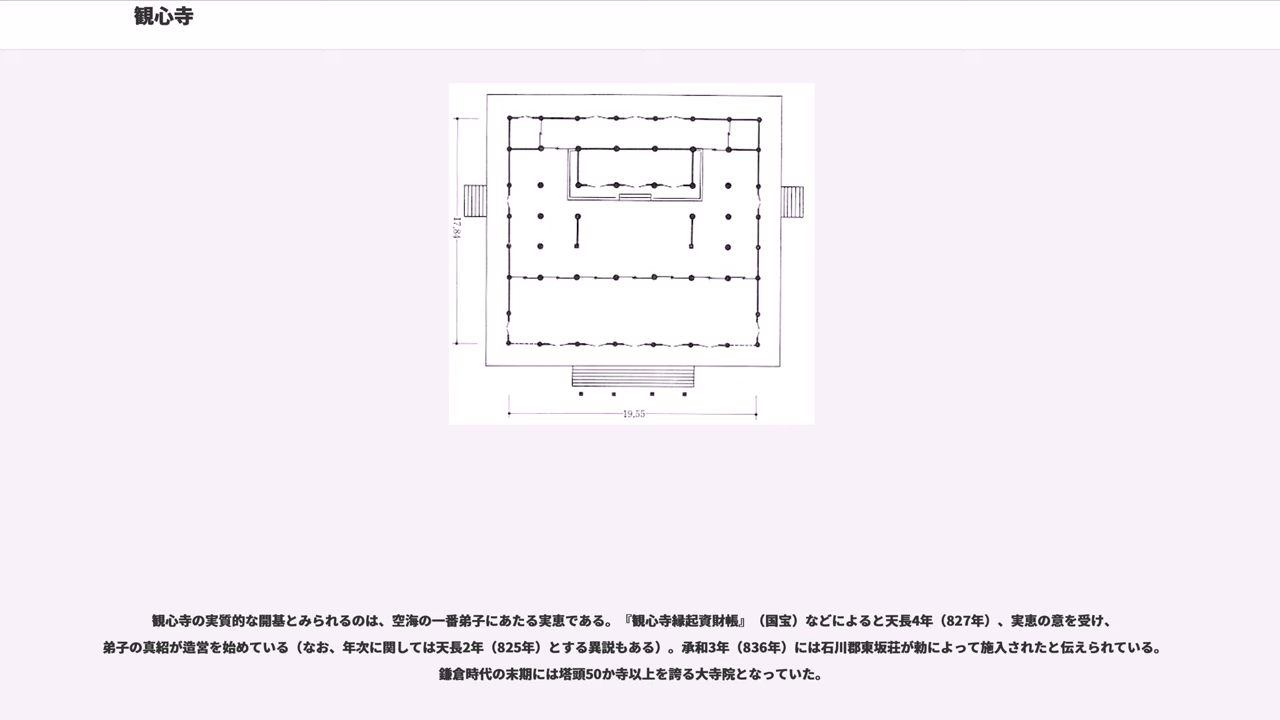 観心寺
17.84
19.55
観心寺の実質的な開基とみられるのは、空海の一番弟子にあたる実恵である。『観心寺縁起資財帳』（国宝）などによると天長4年（827年）、実恵の意を受け、
弟子の真紹が造営を始めている（なお、年次に関しては天長2年（825年）とする異説もある）。承和3年（836年）には石川郡東坂荘が勅によって施入されたと伝えられている。
鎌倉時代の末期には塔頭50か寺以上を誇る大寺院となっていた。